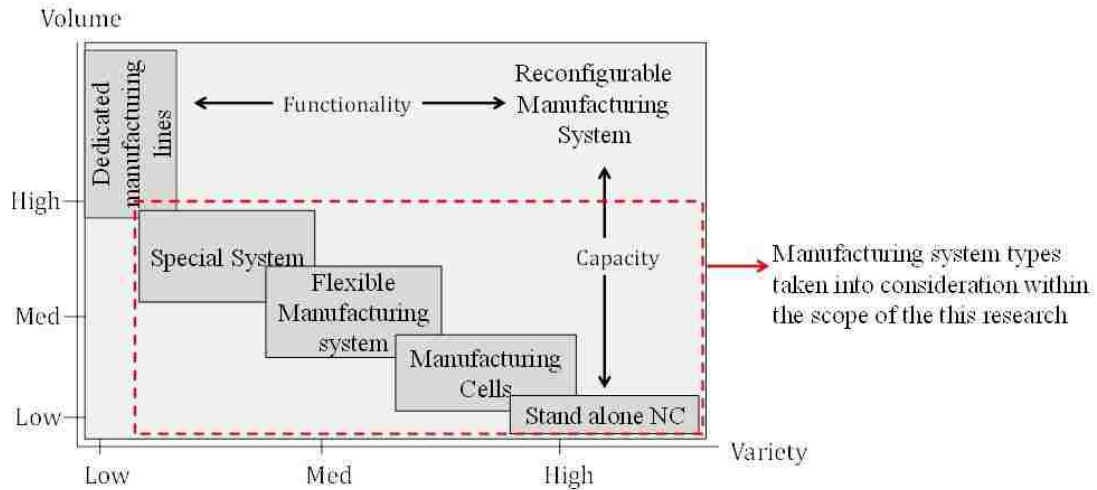 Volume
Dedicated
manufacturing
lines
Functionality
Reconfigurable
Manufacturing
System
High
Special System
Capacity
Manufacturing system types
taken into consideration within
the scope of the this research
Flexible
Manufacturing
system
Med
Manufacturing
Cells
Low
Stand alone NC
Variety
Low
Med
High